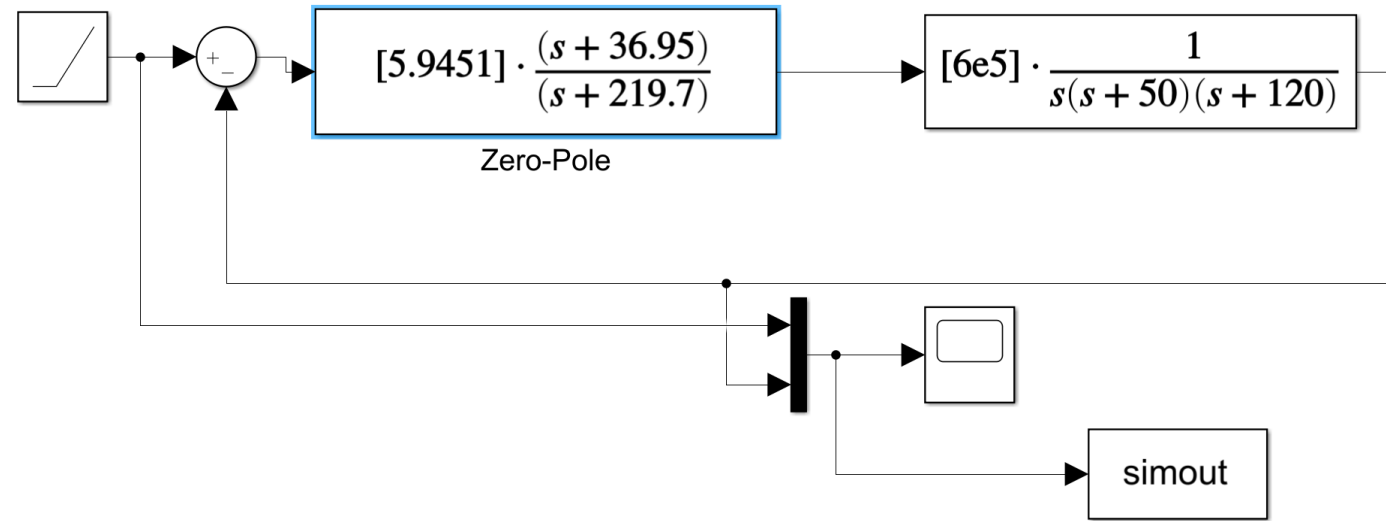 +
−
[5.9451] · (s + 36.95) / (s + 219.7)
[6e5] · 1 / s(s + 50)(s + 120)
Zero-Pole
simout